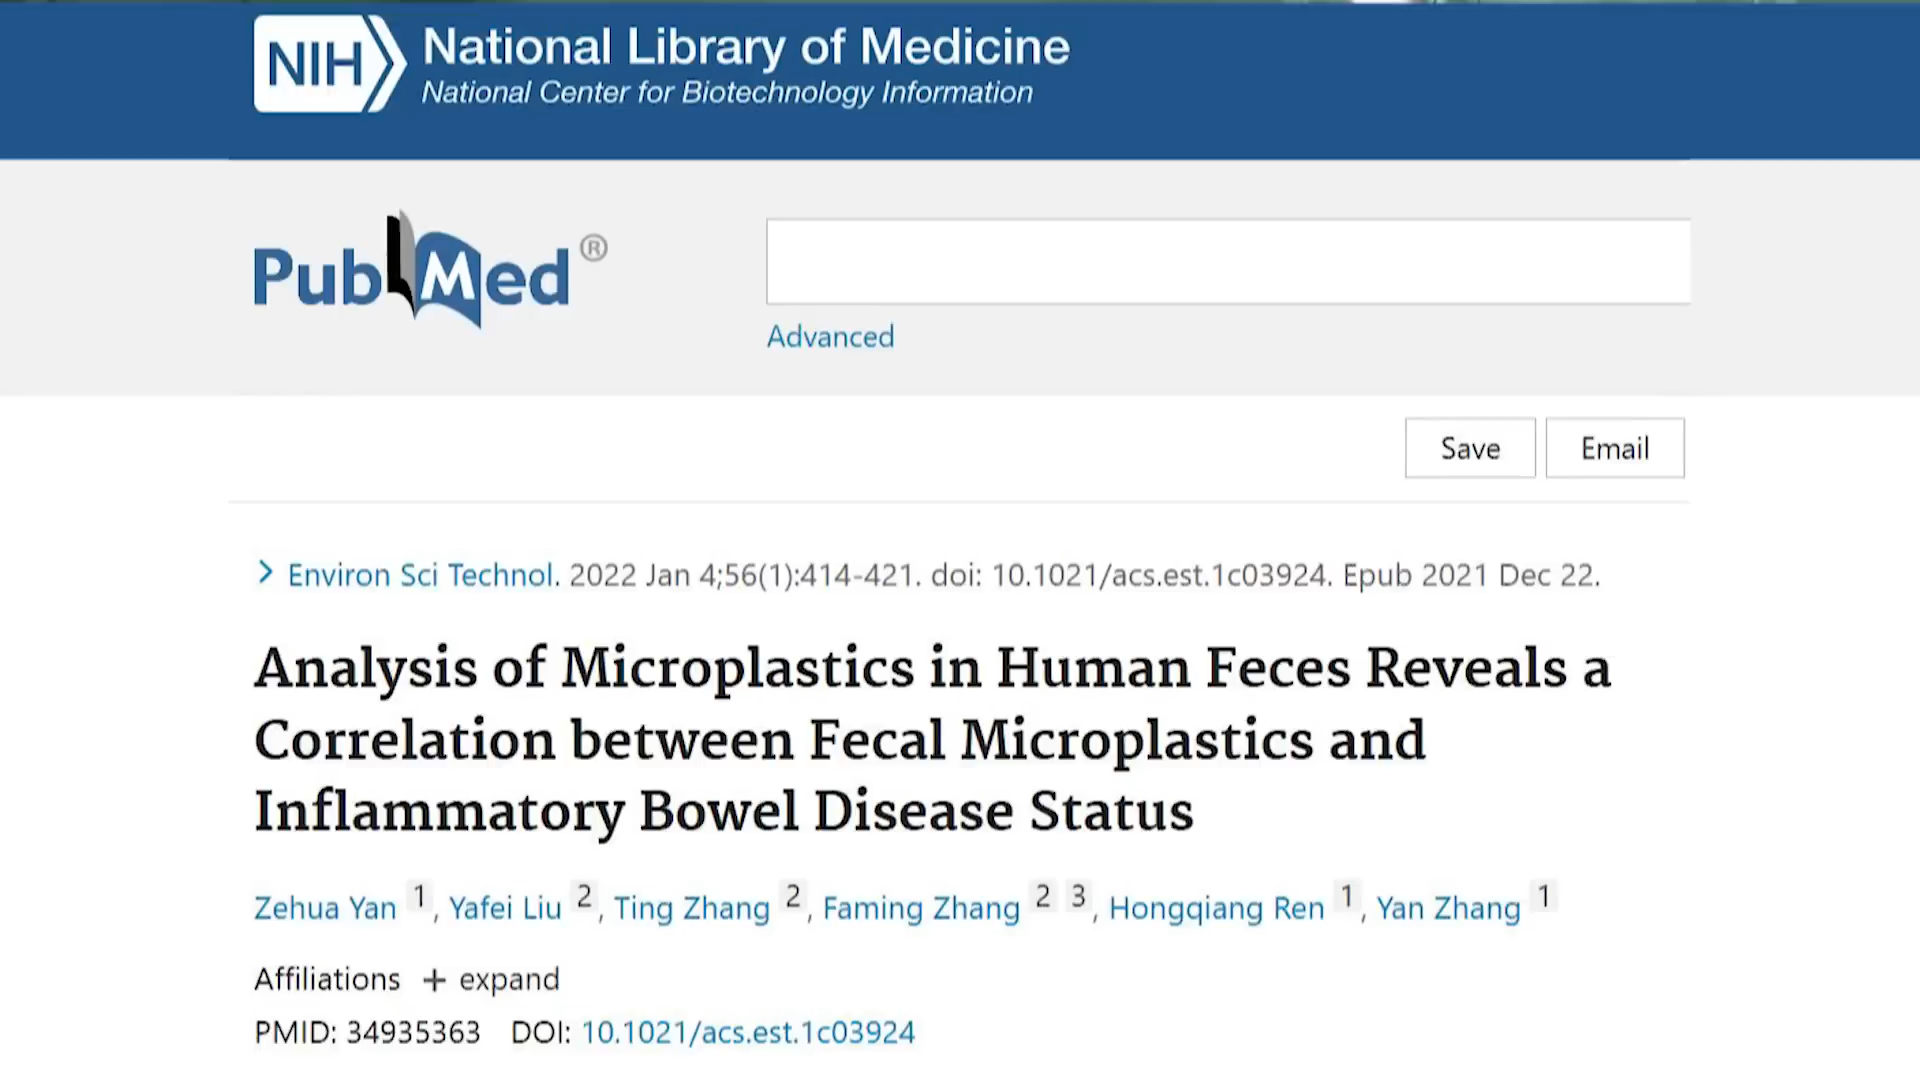 NIH National Library of Medicine
National Center for Biotechnology Information
PubMed®
Advanced
Save Email
Environ Sci Technol. 2022 Jan 4;56(1):414-421. doi: 10.1021/acs.est.1c03924. Epub 2021 Dec 22.
Analysis of Microplastics in Human Feces Reveals a
Correlation between Fecal Microplastics and
Inflammatory Bowel Disease Status
Zehua Yan 1, Yafei Liu 2, Ting Zhang 2, Faming Zhang 2 3, Hongqiang Ren 1, Yan Zhang 1
Affiliations + expand
PMID: 34935363 DOI: 10.1021/acs.est.1c03924